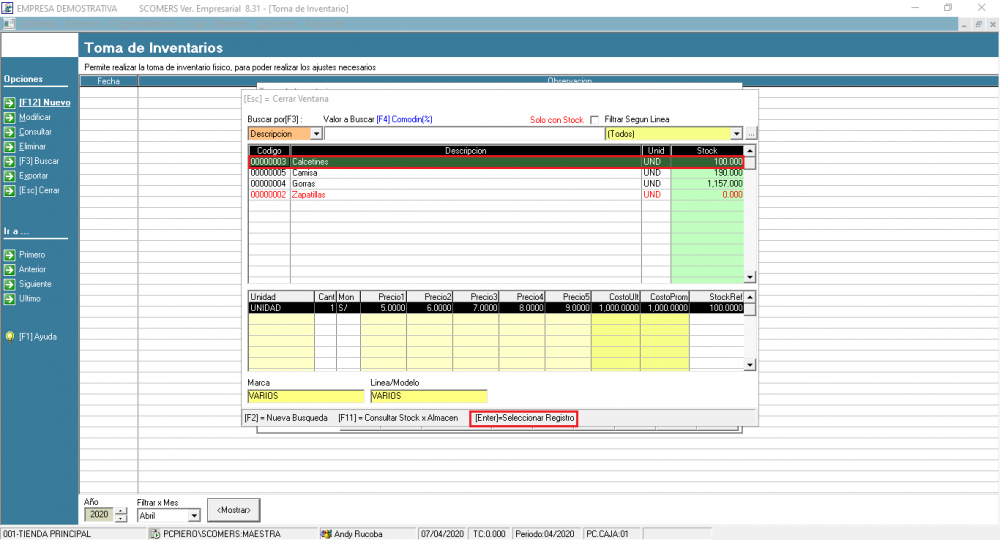 EMPRESA DEMOSTRATIVA SCOMERS Ver. Empresarial 8.31 - [Toma de Inventario]
Toma de Inventarios
Permite realizar la toma de inventario fisico, para poder realizar los ajustes necesarios
Opciones
[F12] Nuevo
Modificar
Consultar
Eliminar
[F3] Buscar
Exportar
[Esc] Cerrar
Ir a ...
Primero
Anterior
Siguiente
Ultimo
[F1] Ayuda
Fecha Observacion
[Esc] = Cerrar Ventana
Buscar por[F3] : Valor a Buscar [F4] Comodin(%) Solo con Stock Filtrar Segun Linea
Descripcion (Todos) ...
Codigo Descripcion Unid Stock
00000003 Calcetines UND 100.000
00000005 Camisa UND 190.000
00000004 Gorras UND 1,157.000
00000002 Zapatillas UND 0.000
Unidad Cant Mon Precio1 Precio2 Precio3 Precio4 Precio5 CostoUlt CostoProm StockRef
UNIDAD 1 S/ 5.0000 6.0000 7.0000 8.0000 9.0000 1,000.0000 1,000.0000 100.0000
Marca Linea/Modelo
VARIOS VARIOS
[F2] = Nueva Busqueda [F11] = Consultar Stock x Almacen [Enter]=Seleccionar Registro
Año Filtrar x Mes
2020 Abril <Mostrar>
001-TIENDA PRINCIPAL PCPIERO\SCOMERS:MAESTRA Andy Rucoba 07/04/2020 TC:0.000 Periodo:04/2020 PC.CAJA:01